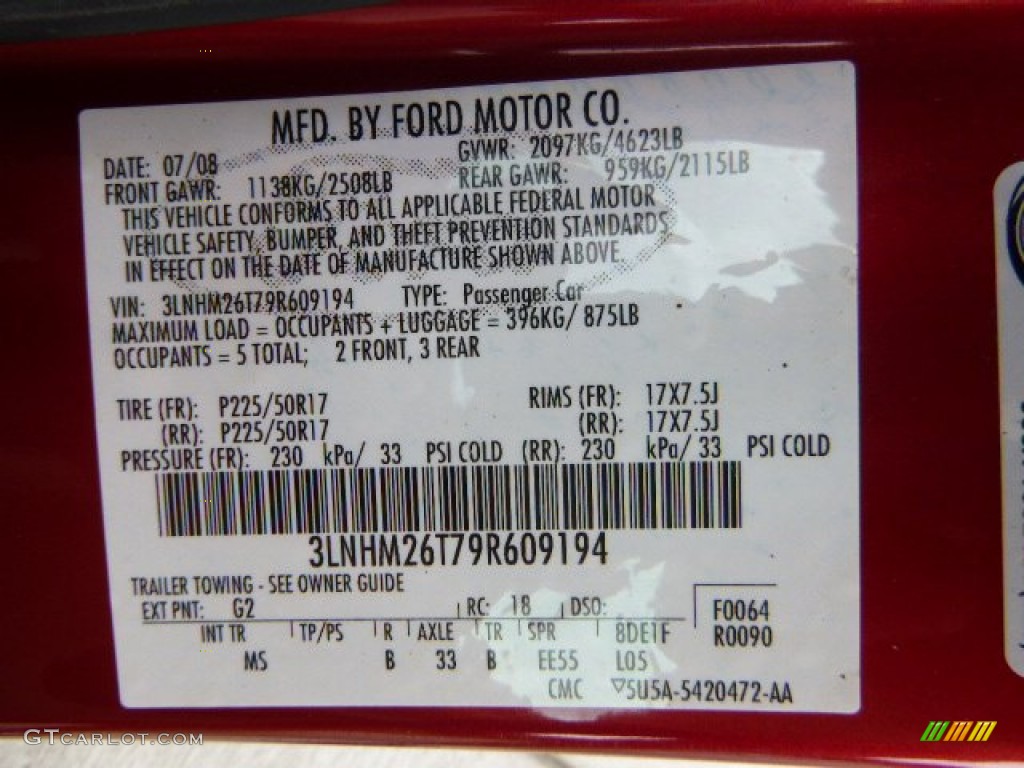 MFD. BY FORD MOTOR CO.
DATE: 07/08 GVWR: 2097KG/4623LB
FRONT GAWR: 1138KG/2508LB REAR GAWR: 959KG/2115LB
THIS VEHICLE CONFORMS TO ALL APPLICABLE FEDERAL MOTOR
VEHICLE SAFETY, BUMPER, AND THEFT PREVENTION STANDARDS
IN EFFECT ON THE DATE OF MANUFACTURE SHOWN ABOVE.
VIN: 3LNHM26T79R609194 TYPE: Passenger Car
MAXIMUM LOAD = OCCUPANTS + LUGGAGE = 396KG/ 875LB
OCCUPANTS = 5 TOTAL; 2 FRONT, 3 REAR
TIRE (FR): P225/50R17 RIMS (FR): 17X7.5J
(RR): P225/50R17 (RR): 17X7.5J
PRESSURE (FR): 230 kPa/ 33 PSI COLD (RR): 230 kPa/ 33 PSI COLD
3LNHM26T79R609194
TRAILER TOWING - SEE OWNER GUIDE
EXT PNT: G2 RC: 18 DSO: F0064
INT TR TP/PS R AXLE TR SPR 8DE1F R0090
MS B 33 B EE55 L05
CMC ▽5U5A-5420472-AA
GTCARLOT.COM